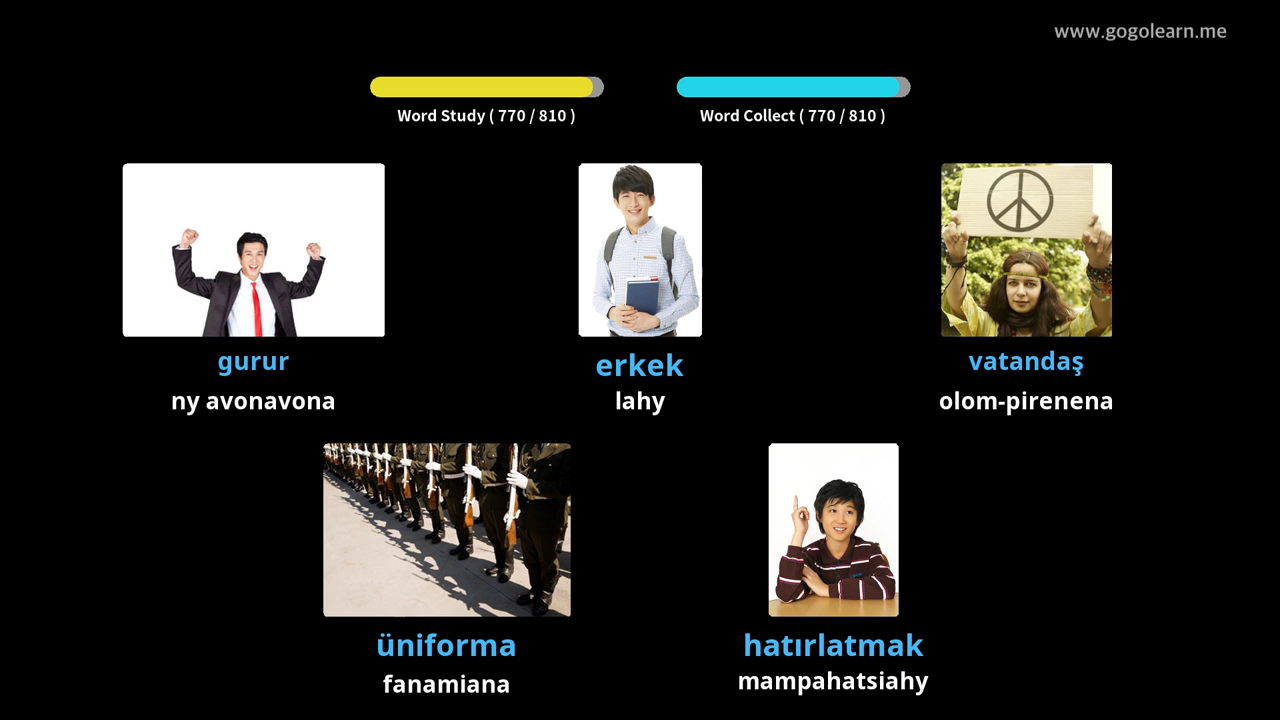 www.gogolearn.me
Word Study ( 770 / 810 )
Word Collect ( 770 / 810 )
gurur
ny avonavona
erkek
lahy
vatandaş
olom-pirenena
üniforma
fanamiana
hatırlatmak
mampahatsiahy